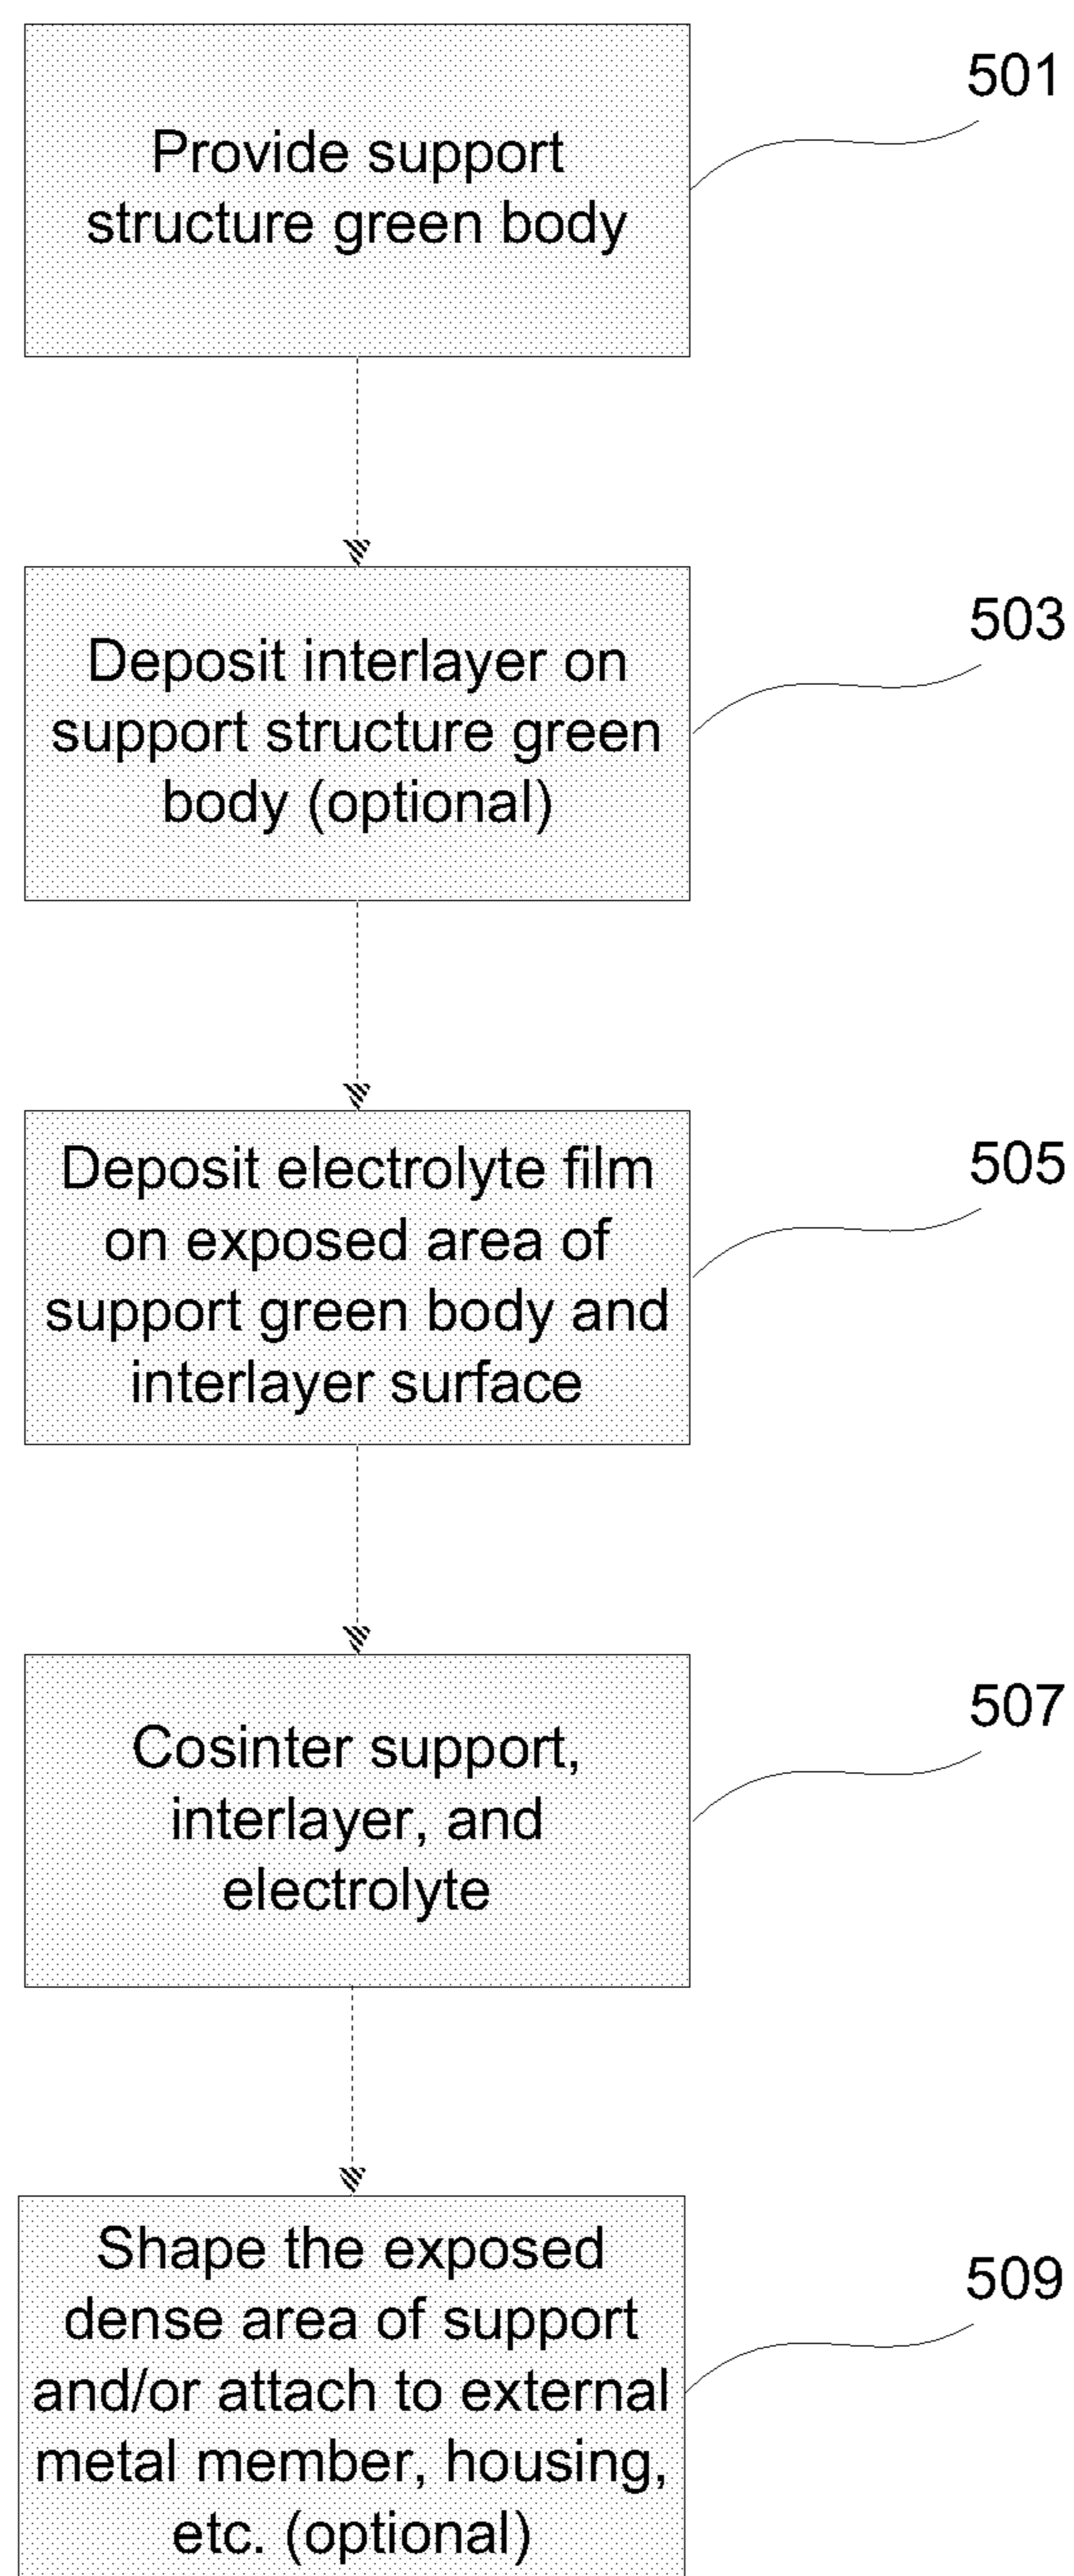 501
Provide support
structure green body
503
Deposit interlayer on
support structure green
body (optional)
505
Deposit electrolyte film
on exposed area of
support green body and
interlayer surface
507
Cosinter support,
interlayer, and
electrolyte
509
Shape the exposed
dense area of support
and/or attach to external
metal member, housing,
etc. (optional)